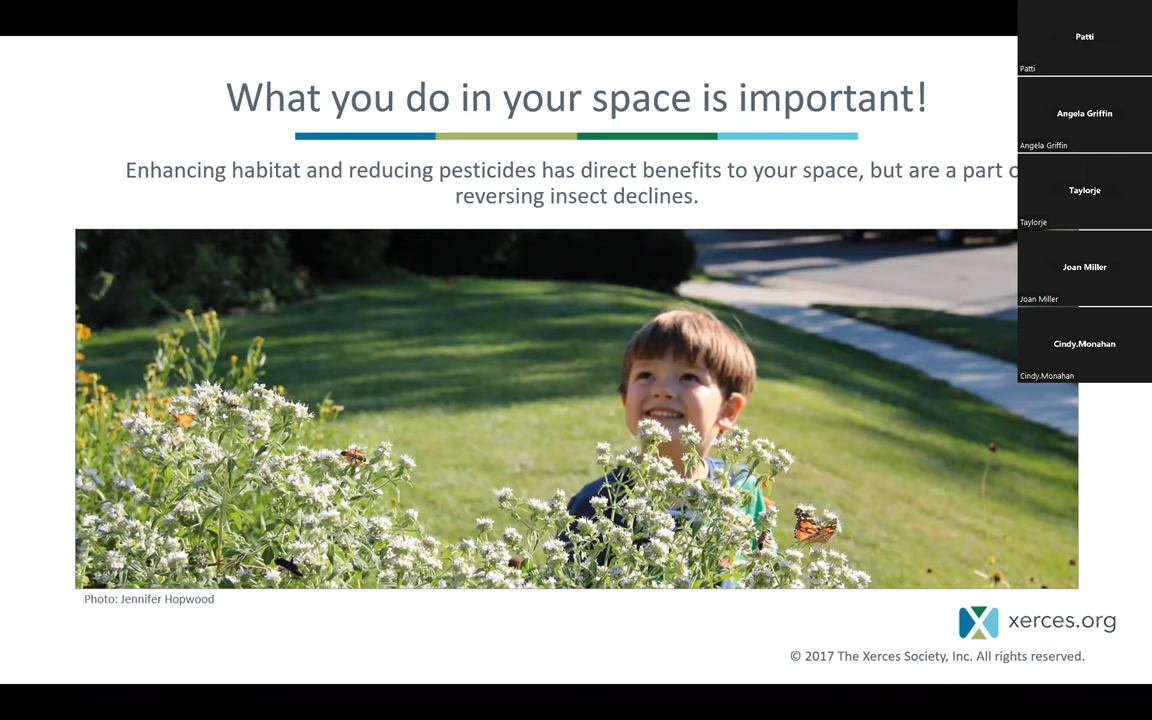 What you do in your space is important!
Enhancing habitat and reducing pesticides has direct benefits to your space, but are a part
reversing insect declines.
Photo: Jennifer Hopwood
xerces.org
© 2017 The Xerces Society, Inc. All rights reserved.
Patti
Patti
Angela Griffin
Angela Griffin
Taylorje
Taylorje
Joan Miller
Joan Miller
Cindy.Monahan
Cindy.Monahan